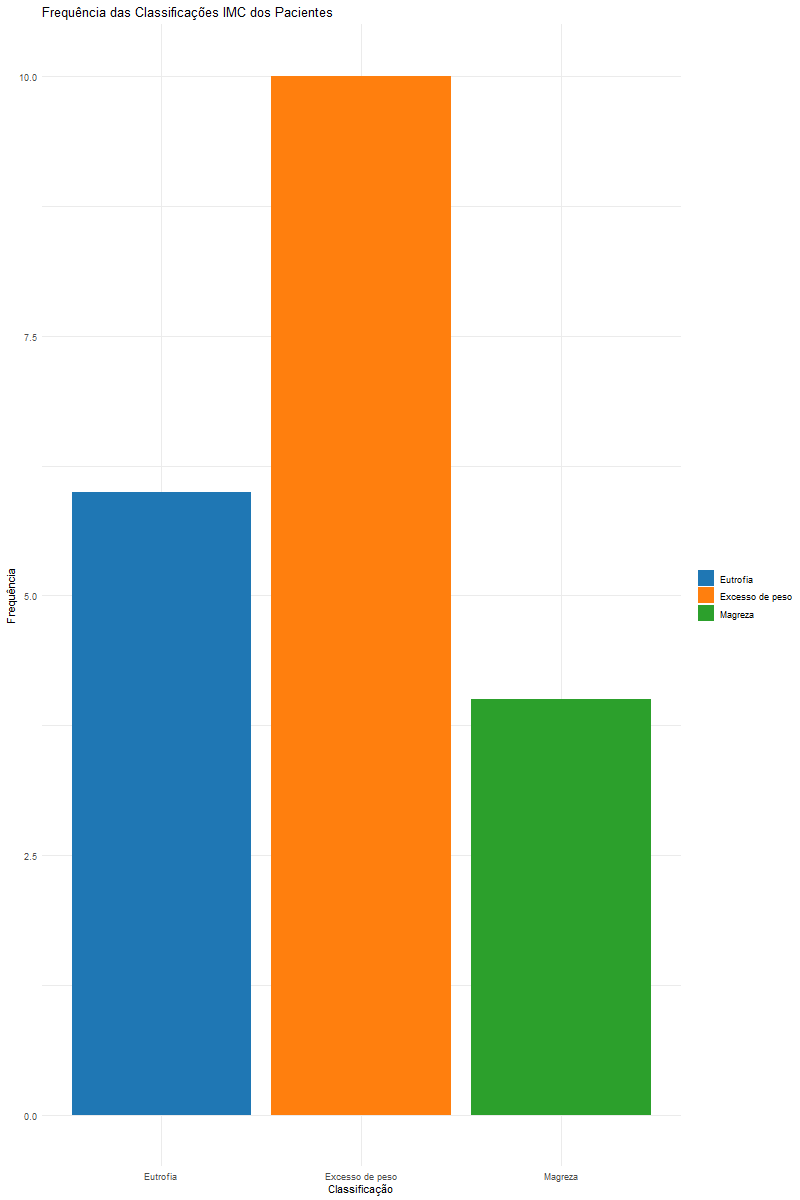 Frequência das Classificações IMC dos Pacientes
10.0
7.5
5.0
2.5
0.0
Frequência
Eutrofia
Excesso de peso
Magreza
Classificação
Eutrofia
Excesso de peso
Magreza